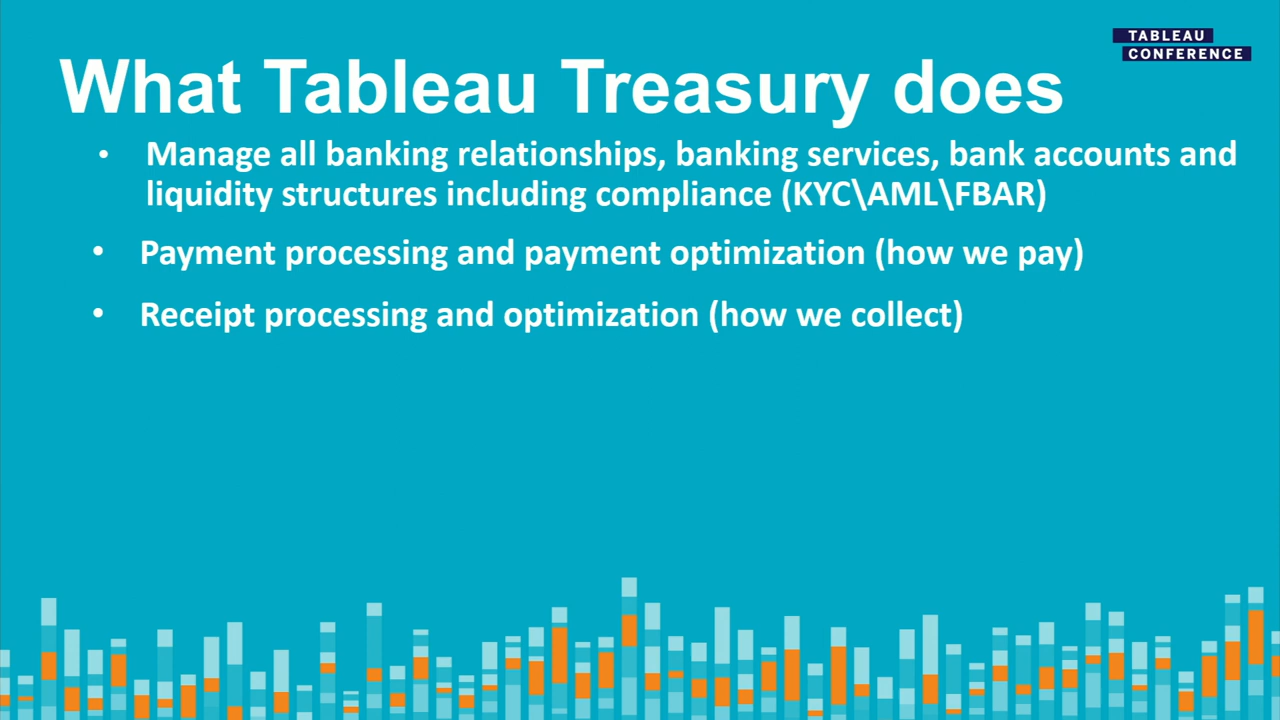 TABLEAU
CONFERENCE
What Tableau Treasury does
• Manage all banking relationships, banking services, bank accounts and
liquidity structures including compliance (KYC\AML\FBAR)
• Payment processing and payment optimization (how we pay)
• Receipt processing and optimization (how we collect)